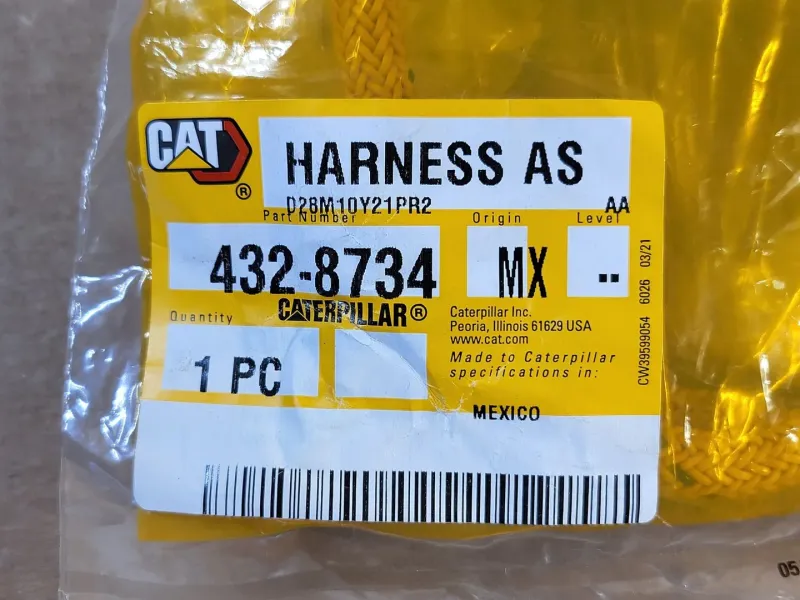 CAT
®
HARNESS AS
D28M10Y21PR2
AA
Part Number
Origin
Level
432-8734
MX
--
CATERPILLAR®
Quantity
1 PC
Caterpillar Inc.
Peoria, Illinois 61629 USA
www.cat.com
Made to Caterpillar
specifications in:
MEXICO
CW39599054 6026 03/21
05